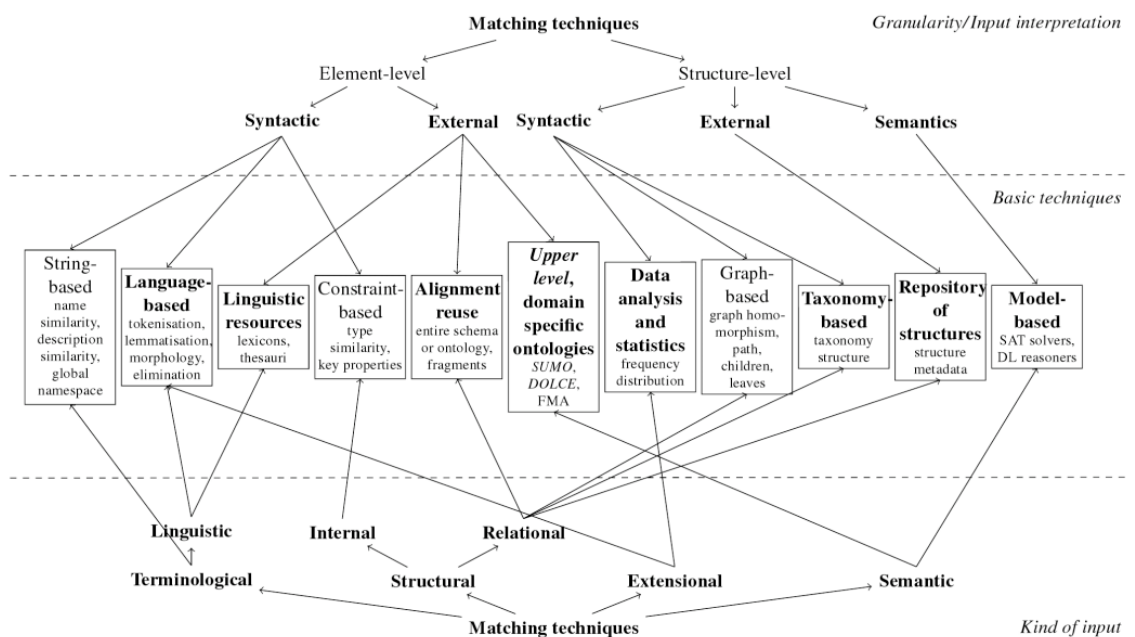 Matching techniques
Granularity/Input interpretation
Element-level
Structure-level
Syntactic
External
Syntactic
External
Semantics
Basic techniques
String-
based
name
similarity,
description
similarity,
global
namespace
Language-
based
tokenisation,
lemmatisation,
morphology,
elimination
Linguistic
resources
lexicons,
thesauri
Constraint-
based
type
similarity,
key properties
Alignment
reuse
entire schema
or ontology,
fragments
Upper
level, domain
specific
ontologies
SUMO,
DOLCE,
FMA
Data
analysis
and
statistics
frequency
distribution
Graph-
based
graph homo-
morphism,
path,
children,
leaves
Taxonomy-
based
taxonomy
structure
Repository
of
structures
structure
metadata
Model-
based
SAT solvers,
DL reasoners
Linguistic
Internal
Relational
Terminological
Structural
Extensional
Semantic
Matching techniques
Kind of input